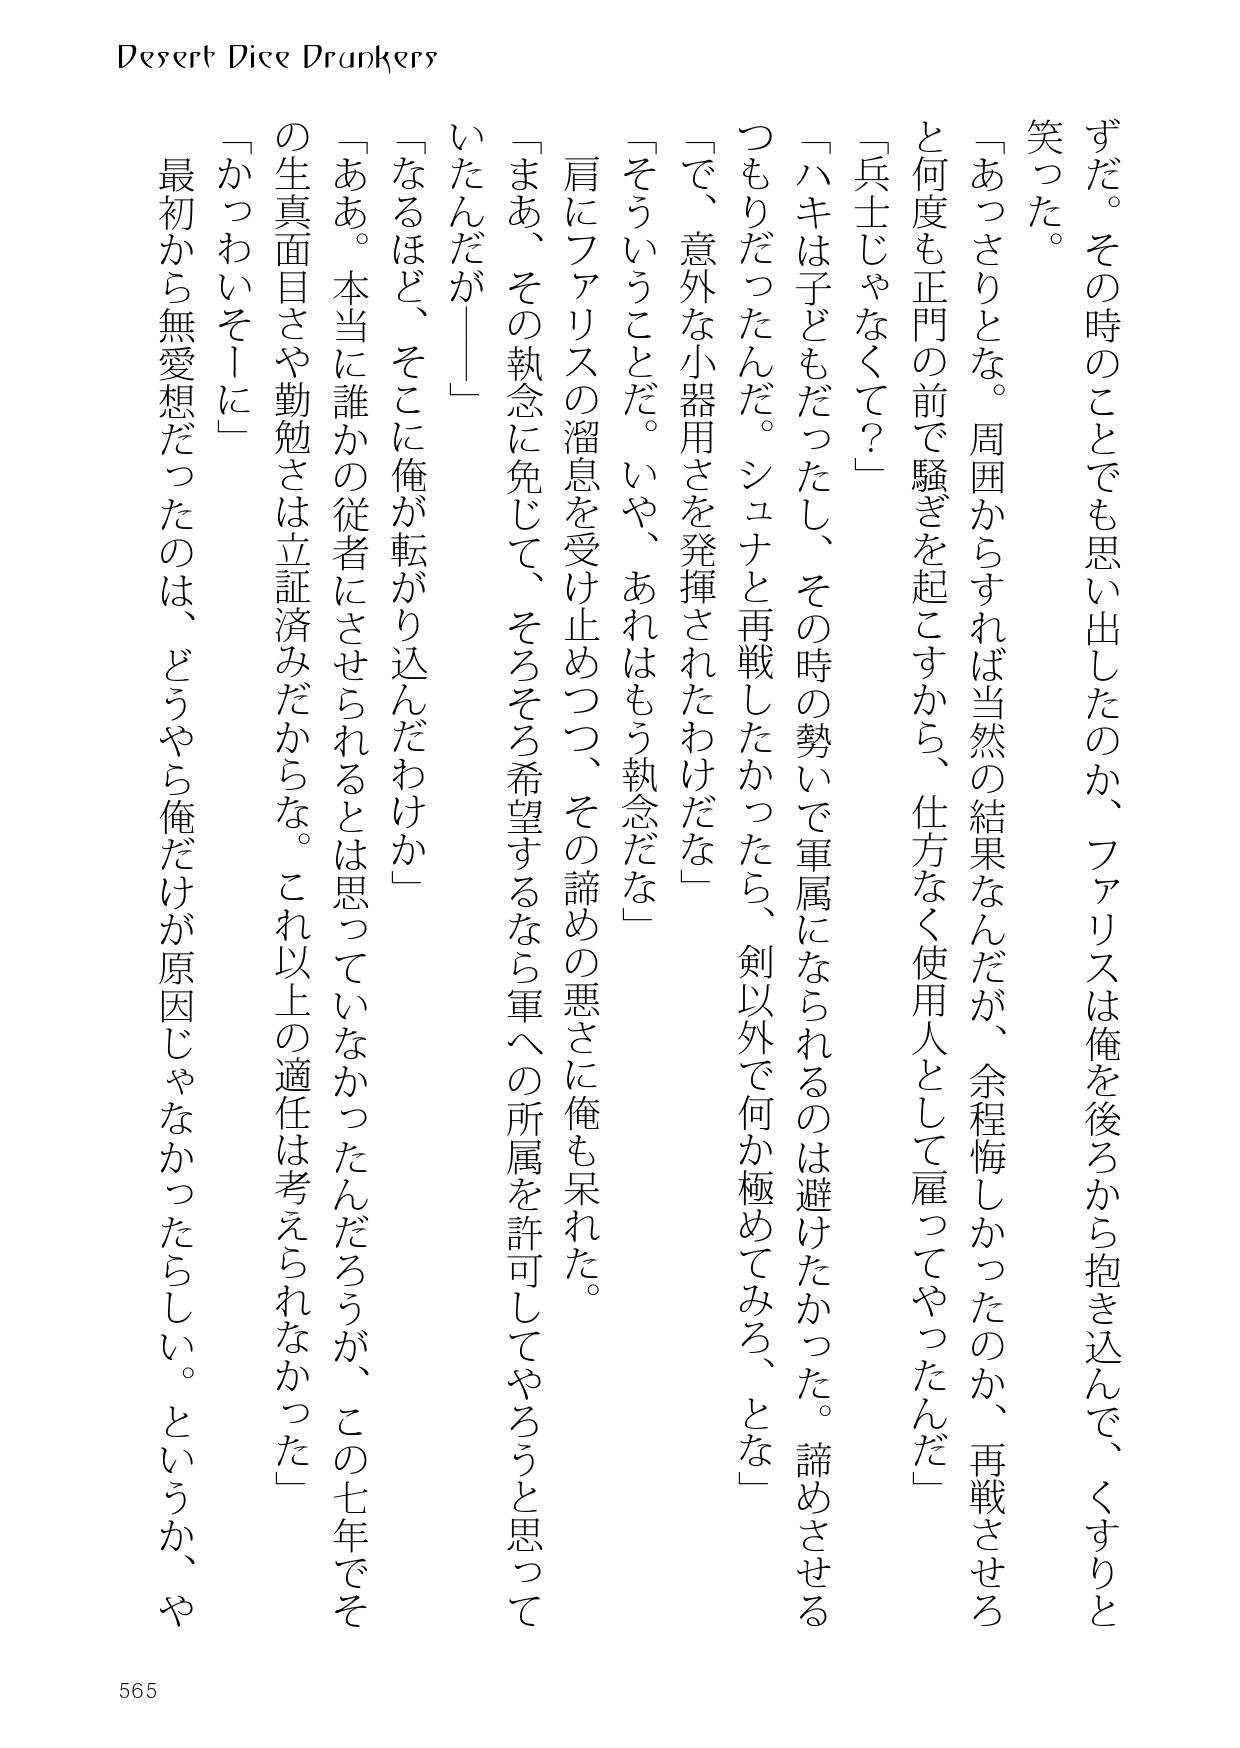 Desert Dice Drunkers
ずだ。その時のことでも思い出したのか、ファリスは俺を後ろから抱き込んで、くすりと
笑った。
「あっさりとな。周囲からすれば当然の結果なんだが、余程悔しかったのか、再戦させろ
と何度も正門の前で騒ぎを起こすから、仕方なく使用人として雇ってやったんだ」
「兵士じゃなくて？」
「ハキは子どもだったし、その時の勢いで軍属になられるのは避けたかった。諦めさせる
つもりだったんだ。シュナと再戦したかったら、剣以外で何か極めてみろ、とな」
「で、意外な小器用さを発揮されたわけだな」
「そういうことだ。いや、あれはもう執念だな」
肩にファリスの溜息を受け止めつつ、その諦めの悪さに俺も呆れた。
「まあ、その執念に免じて、そろそろ希望するなら軍への所属を許可してやろうと思って
いたんだが――」
「なるほど、そこに俺が転がり込んだわけか」
「ああ。本当に誰かの従者にさせられるとは思っていなかったんだろうが、この七年でそ
の生真面目さや勤勉さは立証済みだからな。これ以上の適任は考えられなかった」
「かっわいそーに」
最初から無愛想だったのは、どうやら俺だけが原因じゃなかったらしい。というか、や
565